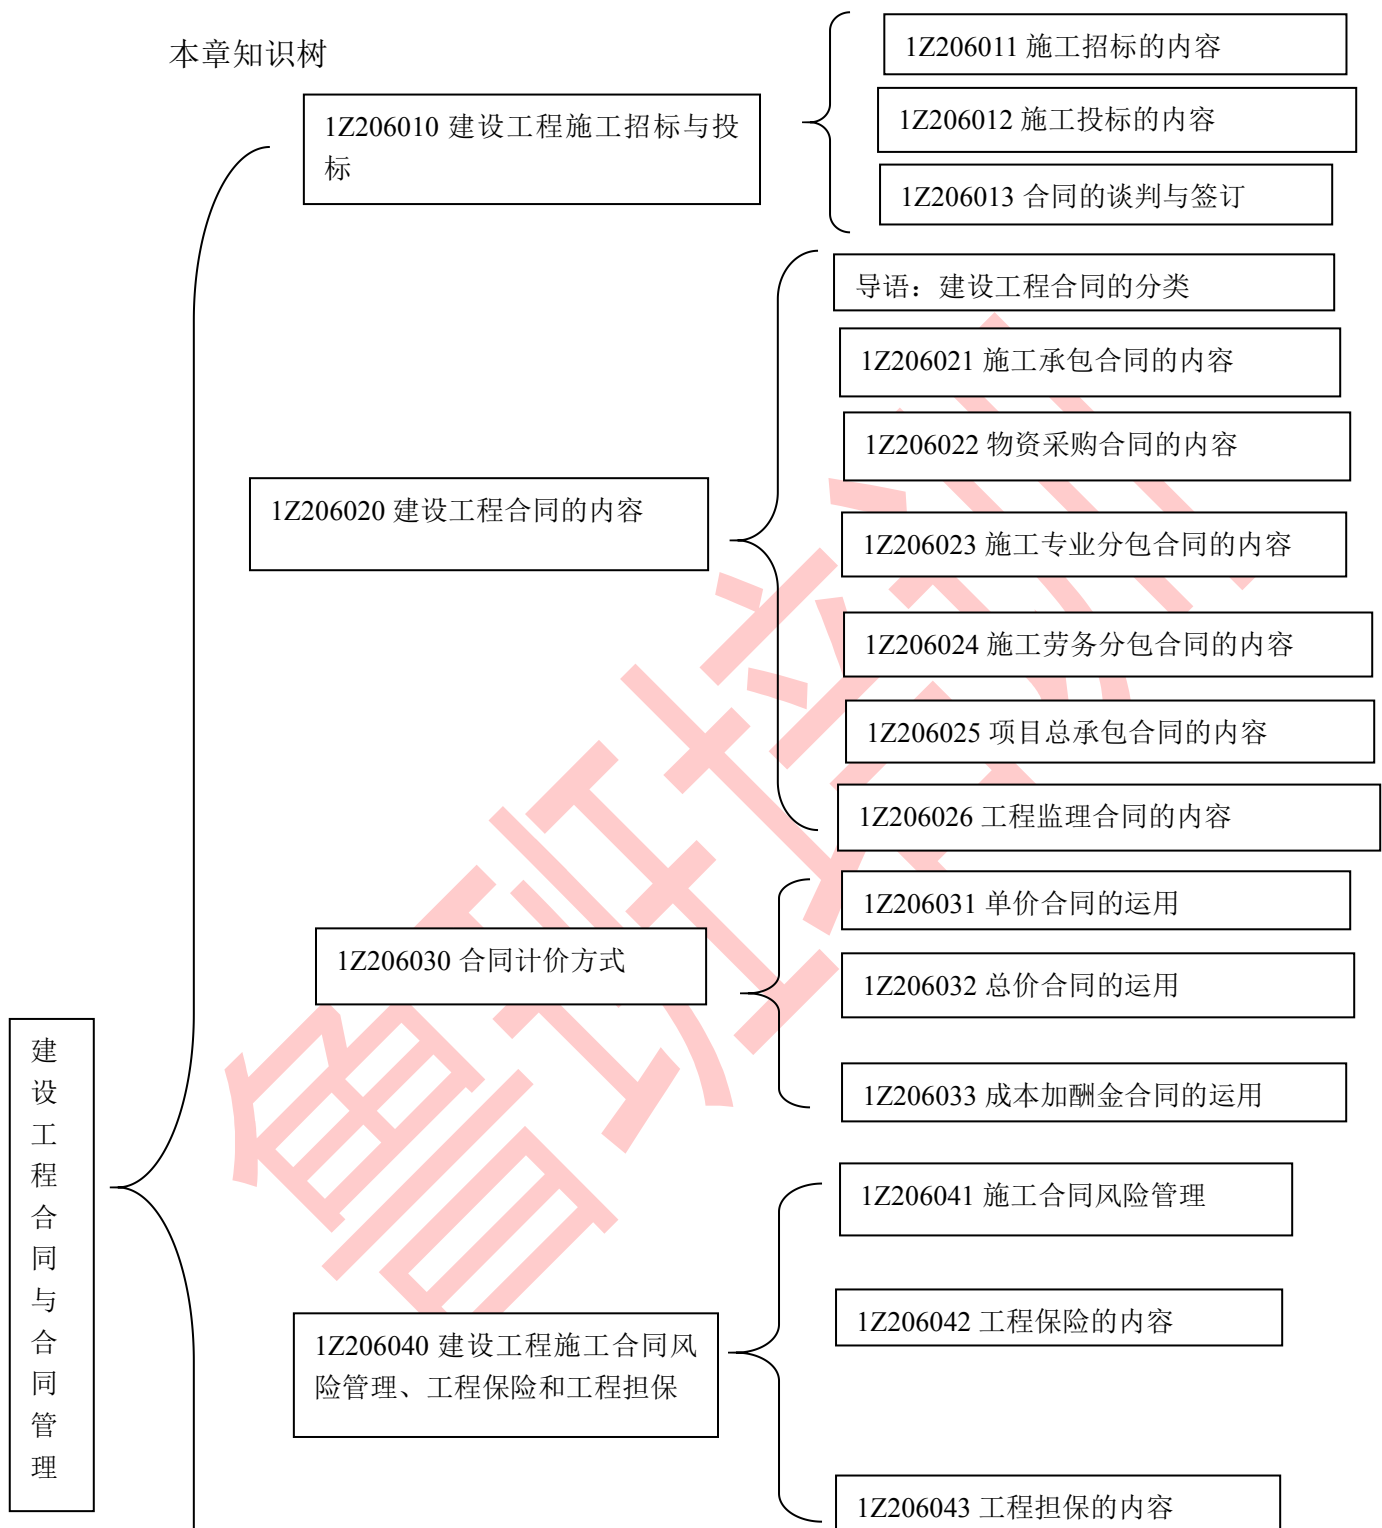 本章知识树
1Z206011 施工招标的内容
1Z206010 建设工程施工招标与投
标
1Z206012 施工投标的内容
1Z206013 合同的谈判与签订
导语：建设工程合同的分类
1Z206021 施工承包合同的内容
1Z206022 物资采购合同的内容
1Z206020 建设工程合同的内容
1Z206023 施工专业分包合同的内容
1Z206024 施工劳务分包合同的内容
1Z206025 项目总承包合同的内容
1Z206026 工程监理合同的内容
1Z206031 单价合同的运用
1Z206030 合同计价方式
1Z206032 总价合同的运用
1Z206033 成本加酬金合同的运用
建设工程合同与合同管理
1Z206041 施工合同风险管理
1Z206042 工程保险的内容
1Z206040 建设工程施工合同风
险管理、工程保险和工程担保
1Z206043 工程担保的内容
鲁班培训